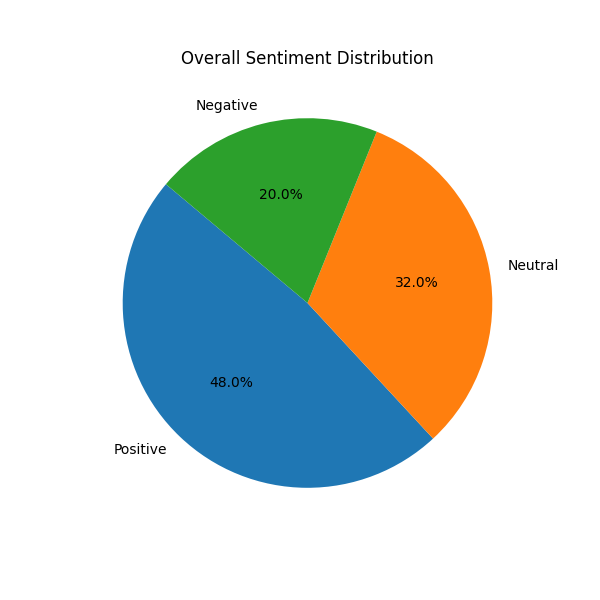 Overall Sentiment Distribution
Negative
20.0%
Neutral
32.0%
48.0%
Positive